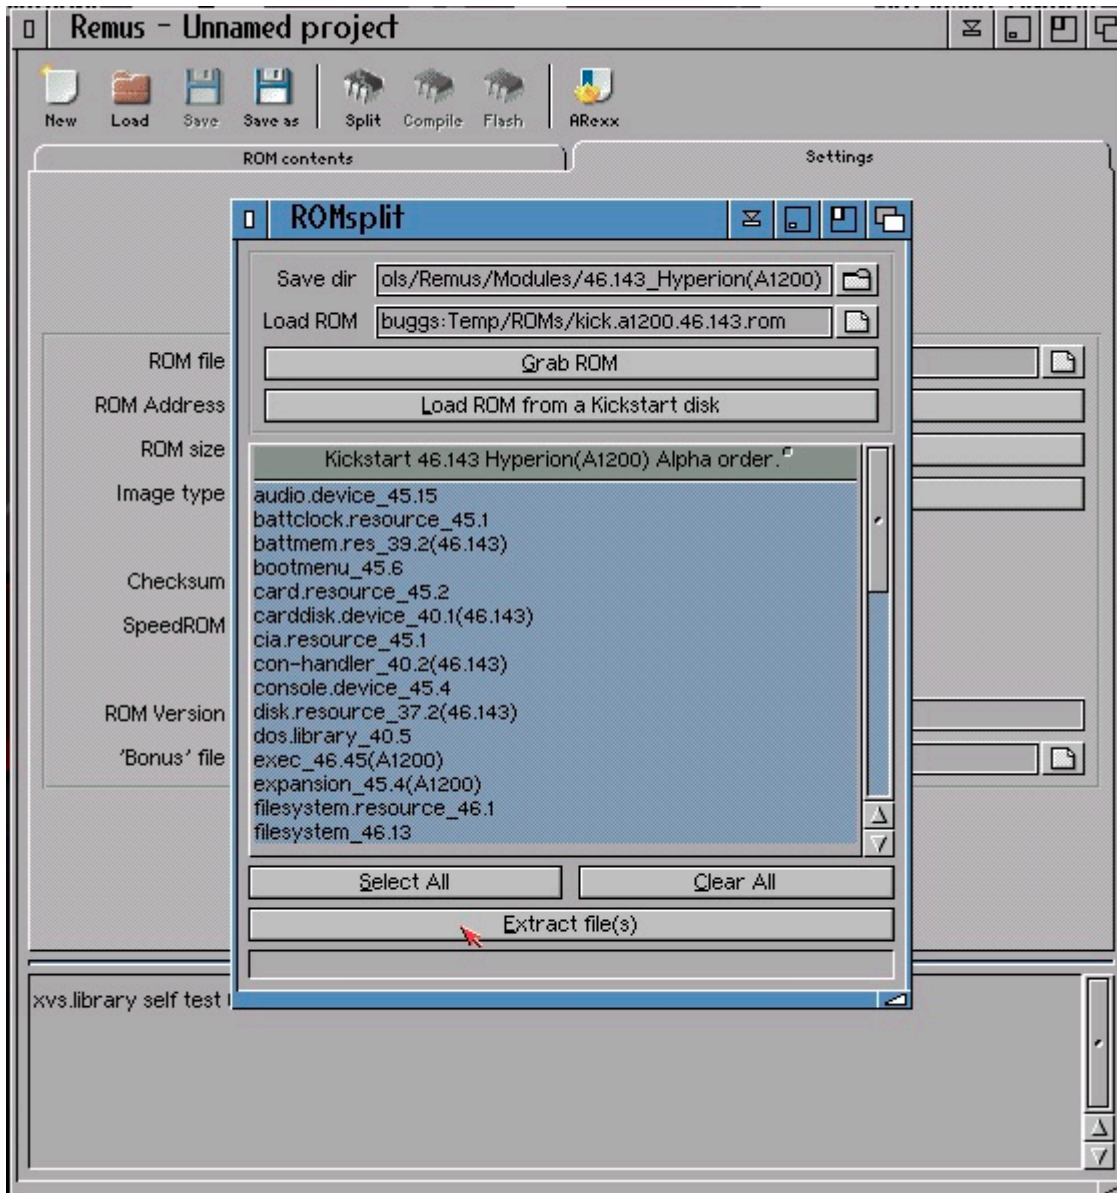 Remus - Unnamed project
New Load Save Save as Split Compile Flash ARexx
ROM contents Settings
ROMsplit
Save dir ols/Remus/Modules/46.143_Hyperion(A1200)
Load ROM buggs:Temp/ROMs/kick.a1200.46.143.rom
Grab ROM
Load ROM from a Kickstart disk
ROM file
ROM Address
ROM size
Image type
Checksum
SpeedROM
ROM Version
'Bonus' file
Kickstart 46.143 Hyperion(A1200) Alpha order.
audio.device_45.15
battclock.resource_45.1
battmem.res_39.2(46.143)
bootmenu_45.6
card.resource_45.2
carddisk.device_40.1(46.143)
cia.resource_45.1
con-handler_40.2(46.143)
console.device_45.4
disk.resource_37.2(46.143)
dos.library_40.5
exec_46.45(A1200)
expansion_45.4(A1200)
filesystem.resource_46.1
filesystem_46.13
Select All Clear All
Extract file(s)
xvs.library self test